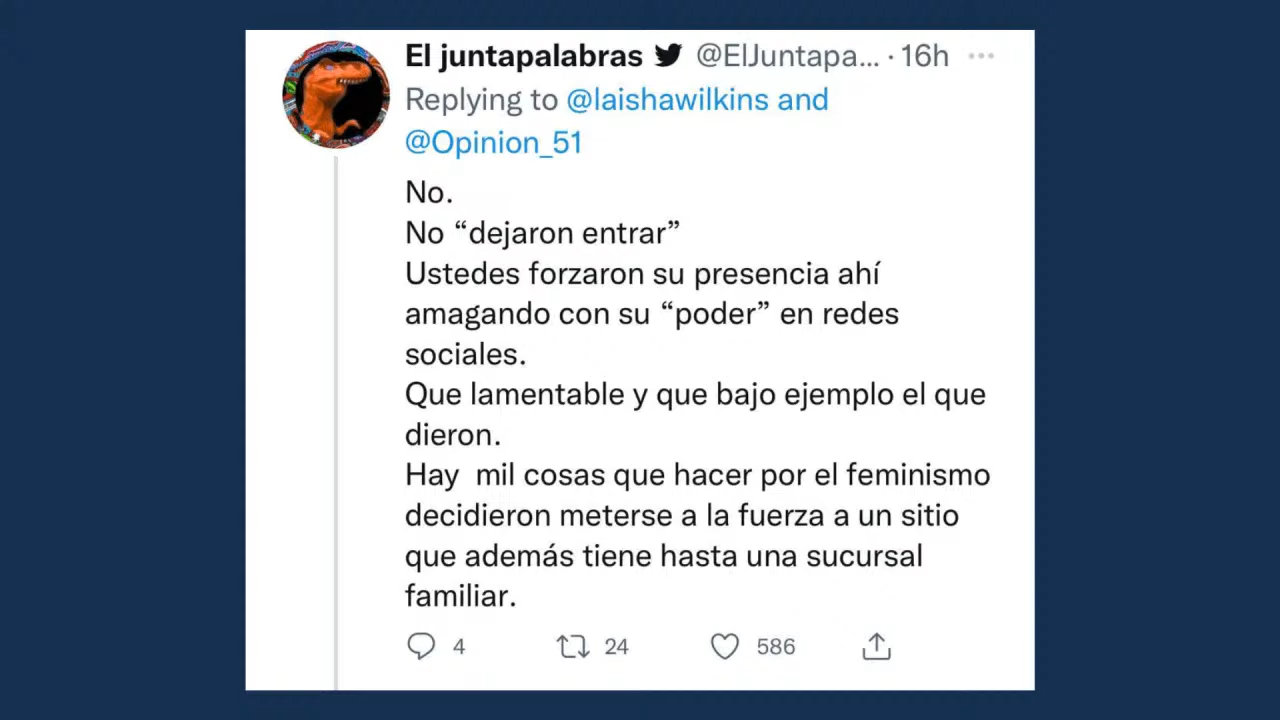 El juntapalabras @ElJuntapa... · 16h
Replying to @laishawilkins and
@Opinion_51
No.
No “dejaron entrar”
Ustedes forzaron su presencia ahí
amagando con su “poder” en redes
sociales.
Que lamentable y que bajo ejemplo el que
dieron.
Hay  mil cosas que hacer por el feminismo
decidieron meterse a la fuerza a un sitio
que además tiene hasta una sucursal
familiar.
4 24 586